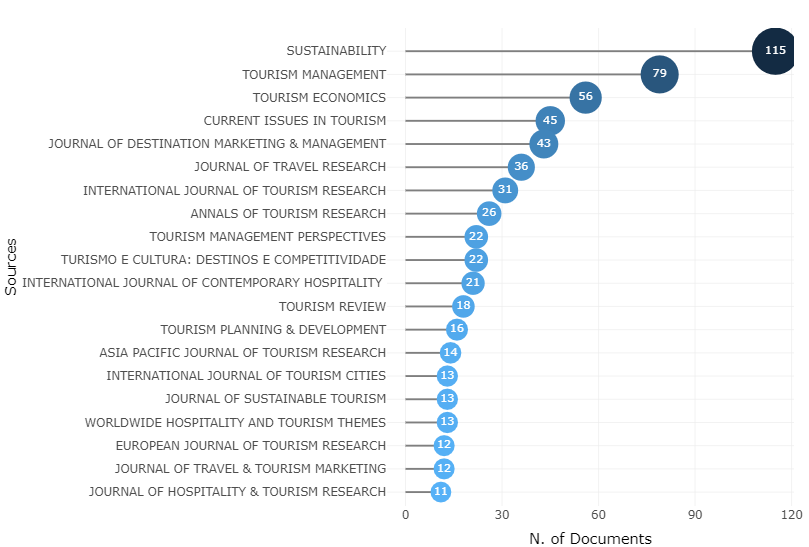 SUSTAINABILITY 115
TOURISM MANAGEMENT 79
TOURISM ECONOMICS 56
CURRENT ISSUES IN TOURISM 45
JOURNAL OF DESTINATION MARKETING & MANAGEMENT 43
JOURNAL OF TRAVEL RESEARCH 36
INTERNATIONAL JOURNAL OF TOURISM RESEARCH 31
ANNALS OF TOURISM RESEARCH 26
TOURISM MANAGEMENT PERSPECTIVES 22
TURISMO E CULTURA: DESTINOS E COMPETITIVIDADE 22
INTERNATIONAL JOURNAL OF CONTEMPORARY HOSPITALITY 21
TOURISM REVIEW 18
TOURISM PLANNING & DEVELOPMENT 16
ASIA PACIFIC JOURNAL OF TOURISM RESEARCH 14
INTERNATIONAL JOURNAL OF TOURISM CITIES 13
JOURNAL OF SUSTAINABLE TOURISM 13
WORLDWIDE HOSPITALITY AND TOURISM THEMES 13
EUROPEAN JOURNAL OF TOURISM RESEARCH 12
JOURNAL OF TRAVEL & TOURISM MARKETING 12
JOURNAL OF HOSPITALITY & TOURISM RESEARCH 11
Sources
0 30 60 90 120
N. of Documents